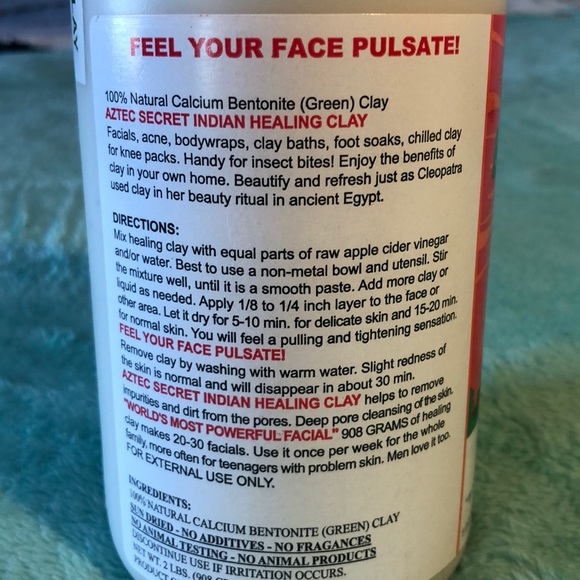 LAY
FEEL YOUR FACE PULSATE!
100% Natural Calcium Bentonite (Green) Clay
AZTEC SECRET INDIAN HEALING CLAY
Facials, acne, bodywraps, clay baths, foot soaks, chilled clay
for knee packs. Handy for insect bites! Enjoy the benefits of
clay in your own home. Beautify and refresh just as Cleopatra
used clay in her beauty ritual in ancient Egypt.
DIRECTIONS:
Mix healing clay with equal parts of raw apple cider vinegar
and/or water. Best to use a non-metal bowl and utensil. Stir
the mixture well, until it is a smooth paste. Add more clay or
liquid as needed. Apply 1/8 to 1/4 inch layer to the face or
other area. Let it dry for 5-10 min. for delicate skin and 15-20 min.
for normal skin. You will feel a pulling and tightening sensation.
FEEL YOUR FACE PULSATE!
Remove clay by washing with warm water. Slight redness of
the skin is normal and will disappear in about 30 min.
AZTEC SECRET INDIAN HEALING CLAY helps to remove
impurities and dirt from the pores. Deep pore cleansing of the skin.
"WORLD'S MOST POWERFUL FACIAL" 908 GRAMS of healing
clay makes 20-30 facials. Use it once per week for the whole
family, more often for teenagers with problem skin. Men love it too.
FOR EXTERNAL USE ONLY.
INGREDIENTS:
100% NATURAL CALCIUM BENTONITE (GREEN) CLAY
SUN DRIED - NO ADDITIVES - NO FRAGANCES
NO ANIMAL TESTING - NO ANIMAL PRODUCTS
DISCONTINUE USE IF IRRITATION OCCURS.
NET WT. 2 LBS. (908 G
PRODUCT